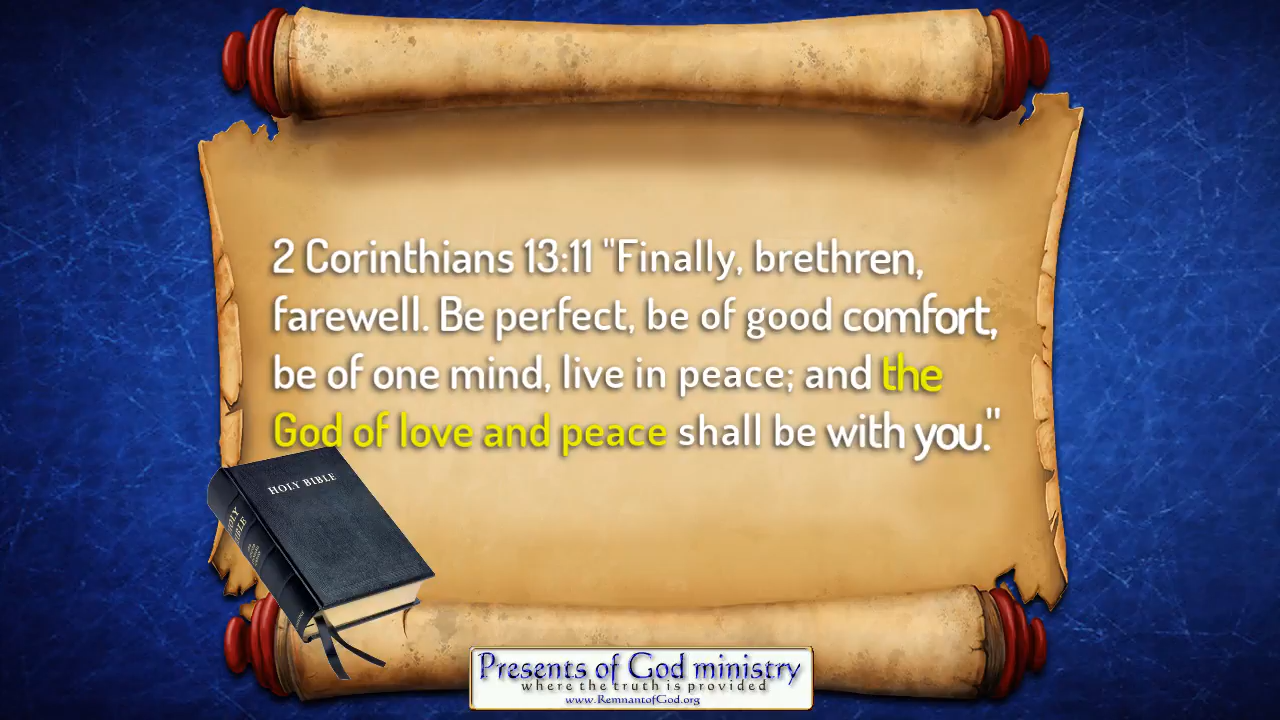 2 Corinthians 13:11 "Finally, brethren,
farewell. Be perfect, be of good comfort,
be of one mind, live in peace; and the
God of love and peace shall be with you."
HOLY BIBLE
HOLY
BIBLE
Presents of God ministry
where the truth is provided
www.RemnantofGod.org